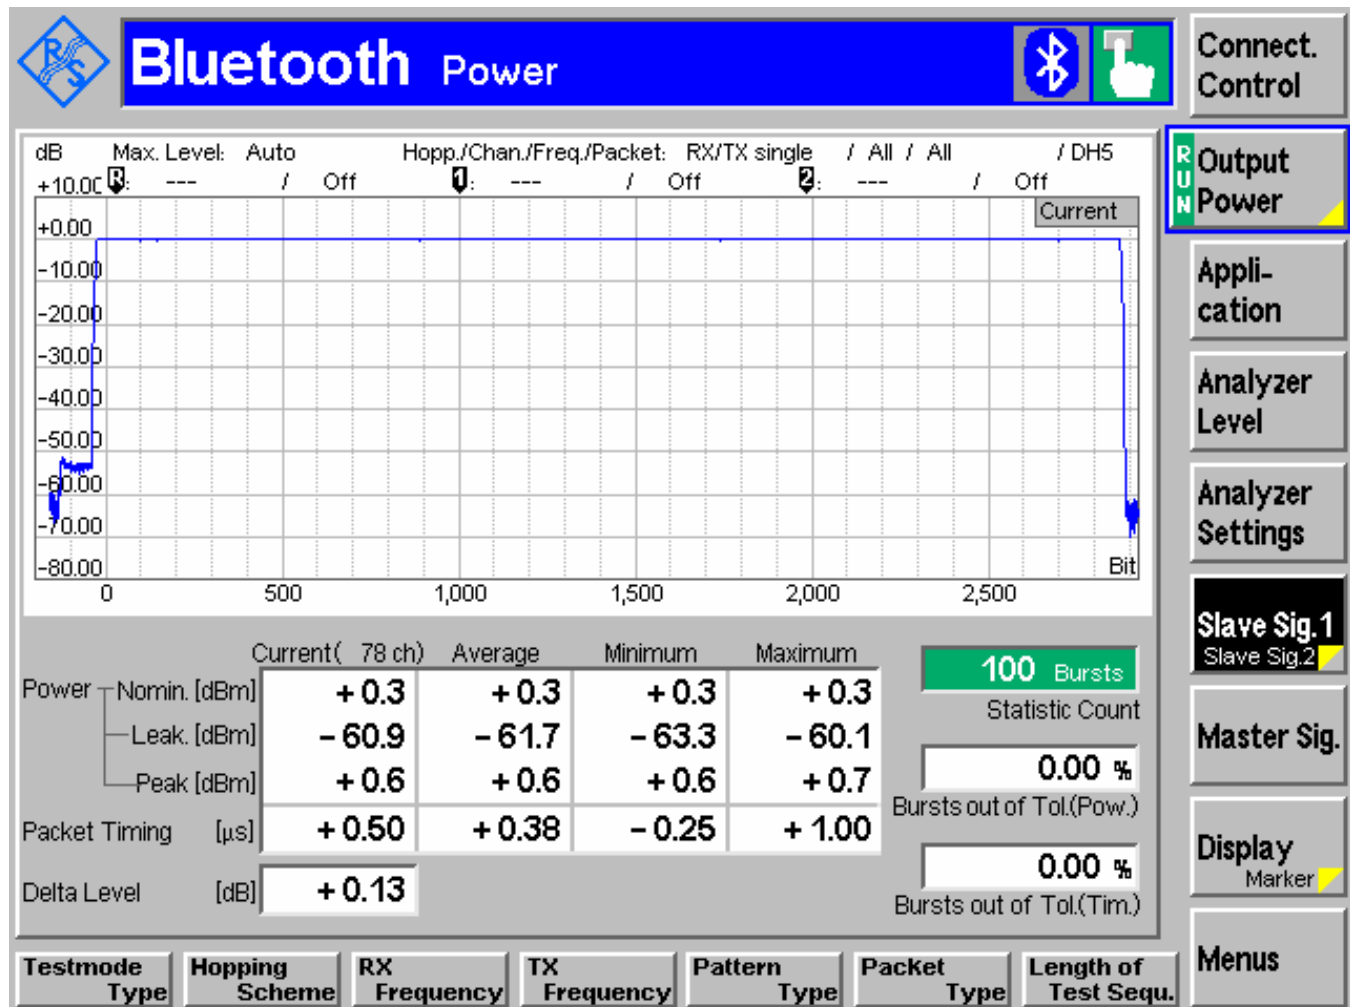 R S
Bluetooth Power
Connect. Control
dB Max. Level: Auto Hopp./Chan./Freq./Packet: RX/TX single / All / All / DH5
+10.00 R: --- / Off 1: --- / Off 2: --- / Off
Current
+0.00
-10.00
-20.00
-30.00
-40.00
-50.00
-60.00
-70.00
-80.00
Bit
0 500 1,000 1,500 2,000 2,500
Current( 78 ch) Average Minimum Maximum
Power Nomin. [dBm] +0.3 +0.3 +0.3 +0.3
Leak. [dBm] -60.9 -61.7 -63.3 -60.1
Peak [dBm] +0.6 +0.6 +0.6 +0.7
Packet Timing [µs] +0.50 +0.38 -0.25 +1.00
Delta Level [dB] +0.13
100 Bursts
Statistic Count
0.00 %
Bursts out of Tol.(Pow.)
0.00 %
Bursts out of Tol.(Tim.)
RUN
Output
Power
Appli-
cation
Analyzer
Level
Analyzer
Settings
Slave Sig.1
Slave Sig.2
Master Sig.
Display
Marker
Menus
Testmode
Type
Hopping
Scheme
RX
Frequency
TX
Frequency
Pattern
Type
Packet
Type
Length of
Test Sequ.